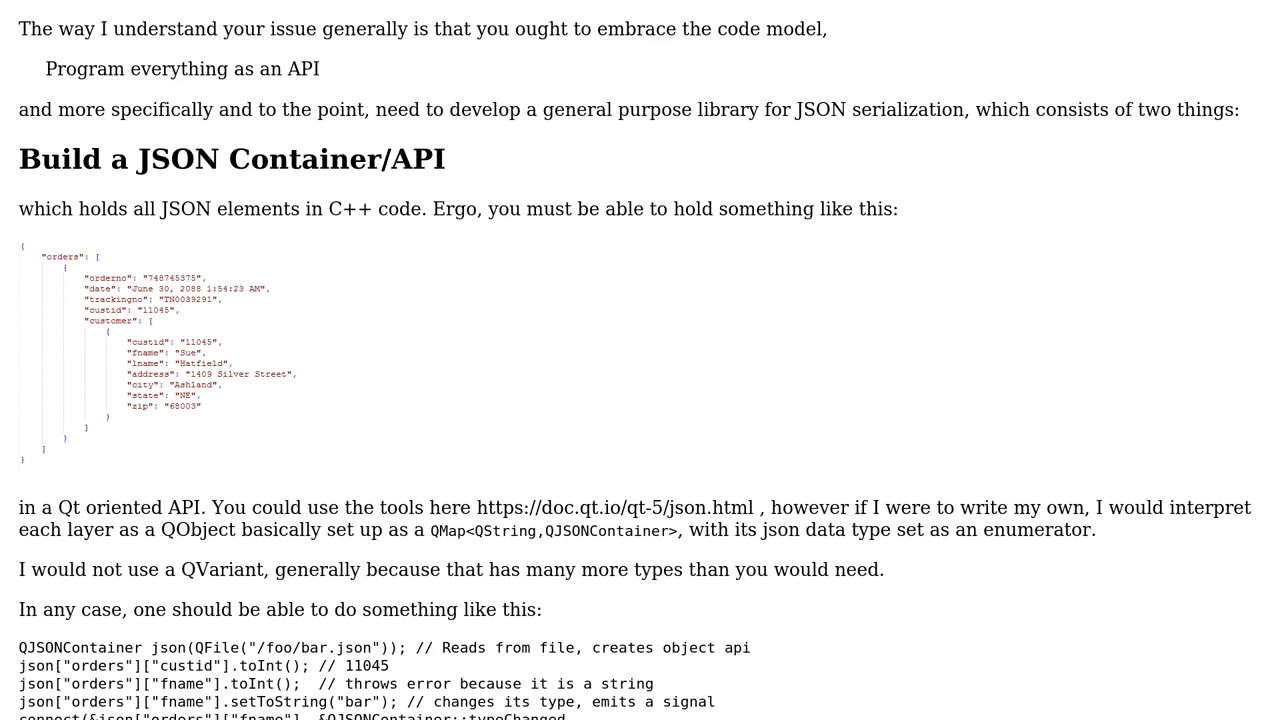 The way I understand your issue generally is that you ought to embrace the code model,
Program everything as an API
and more specifically and to the point, need to develop a general purpose library for JSON serialization, which consists of two things:
Build a JSON Container/API
which holds all JSON elements in C++ code. Ergo, you must be able to hold something like this:
{
"orders": [
{
"orderno": "748745375",
"date": "June 30, 2088 1:54:23 AM",
"trackingno": "TN0039291",
"custid": "11045",
"customer": [
{
"custid": "11045",
"fname": "Sue",
"lname": "Hatfield",
"address": "1409 Silver Street",
"city": "Ashland",
"state": "NE",
"zip": "68003"
}
]
}
]
}
in a Qt oriented API. You could use the tools here https://doc.qt.io/qt-5/json.html , however if I were to write my own, I would interpret
each layer as a QObject basically set up as a QMap<QString,QJSONContainer>, with its json data type set as an enumerator.
I would not use a QVariant, generally because that has many more types than you would need.
In any case, one should be able to do something like this:
QJSONContainer json(QFile("/foo/bar.json")); // Reads from file, creates object api
json["orders"]["custid"].toInt(); // 11045
json["orders"]["fname"].toInt();  // throws error because it is a string
json["orders"]["fname"].setToString("bar"); // changes its type, emits a signal
connect(&json["orders"]["fname"], &QJSONContainer::typeChanged,